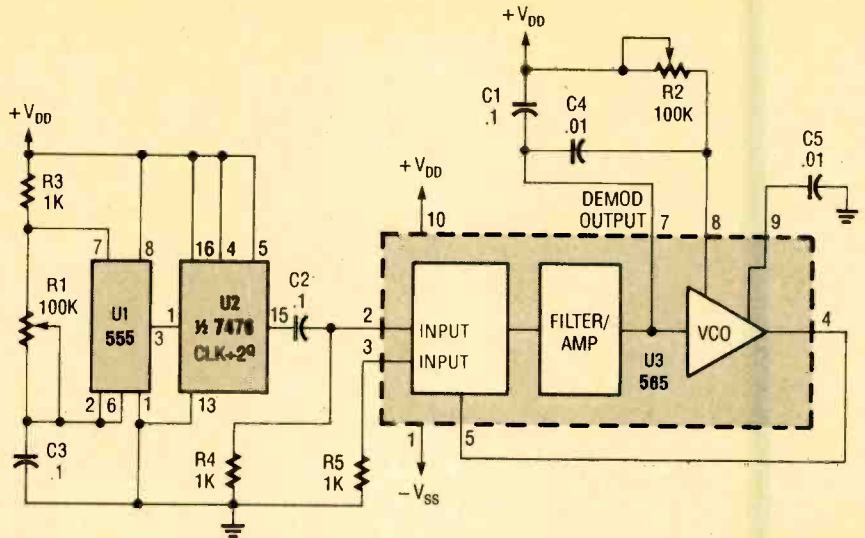 +VDD
R2
100K
C1
.1
C4
.01
C5
.01
+VDD
R3
1K
+VDD
10
DEMOD
OUTPUT
7
8
9
7
8
16
4
5
R1
100K
U1
555
3
1
U2
½ 7476
CLK÷2Q
15
C2
.1
2
3
INPUT
INPUT
FILTER/
AMP
U3
565
VCO
4
2
6
1
13
1
5
C3
.1
R4
1K
R5
1K
-VSS